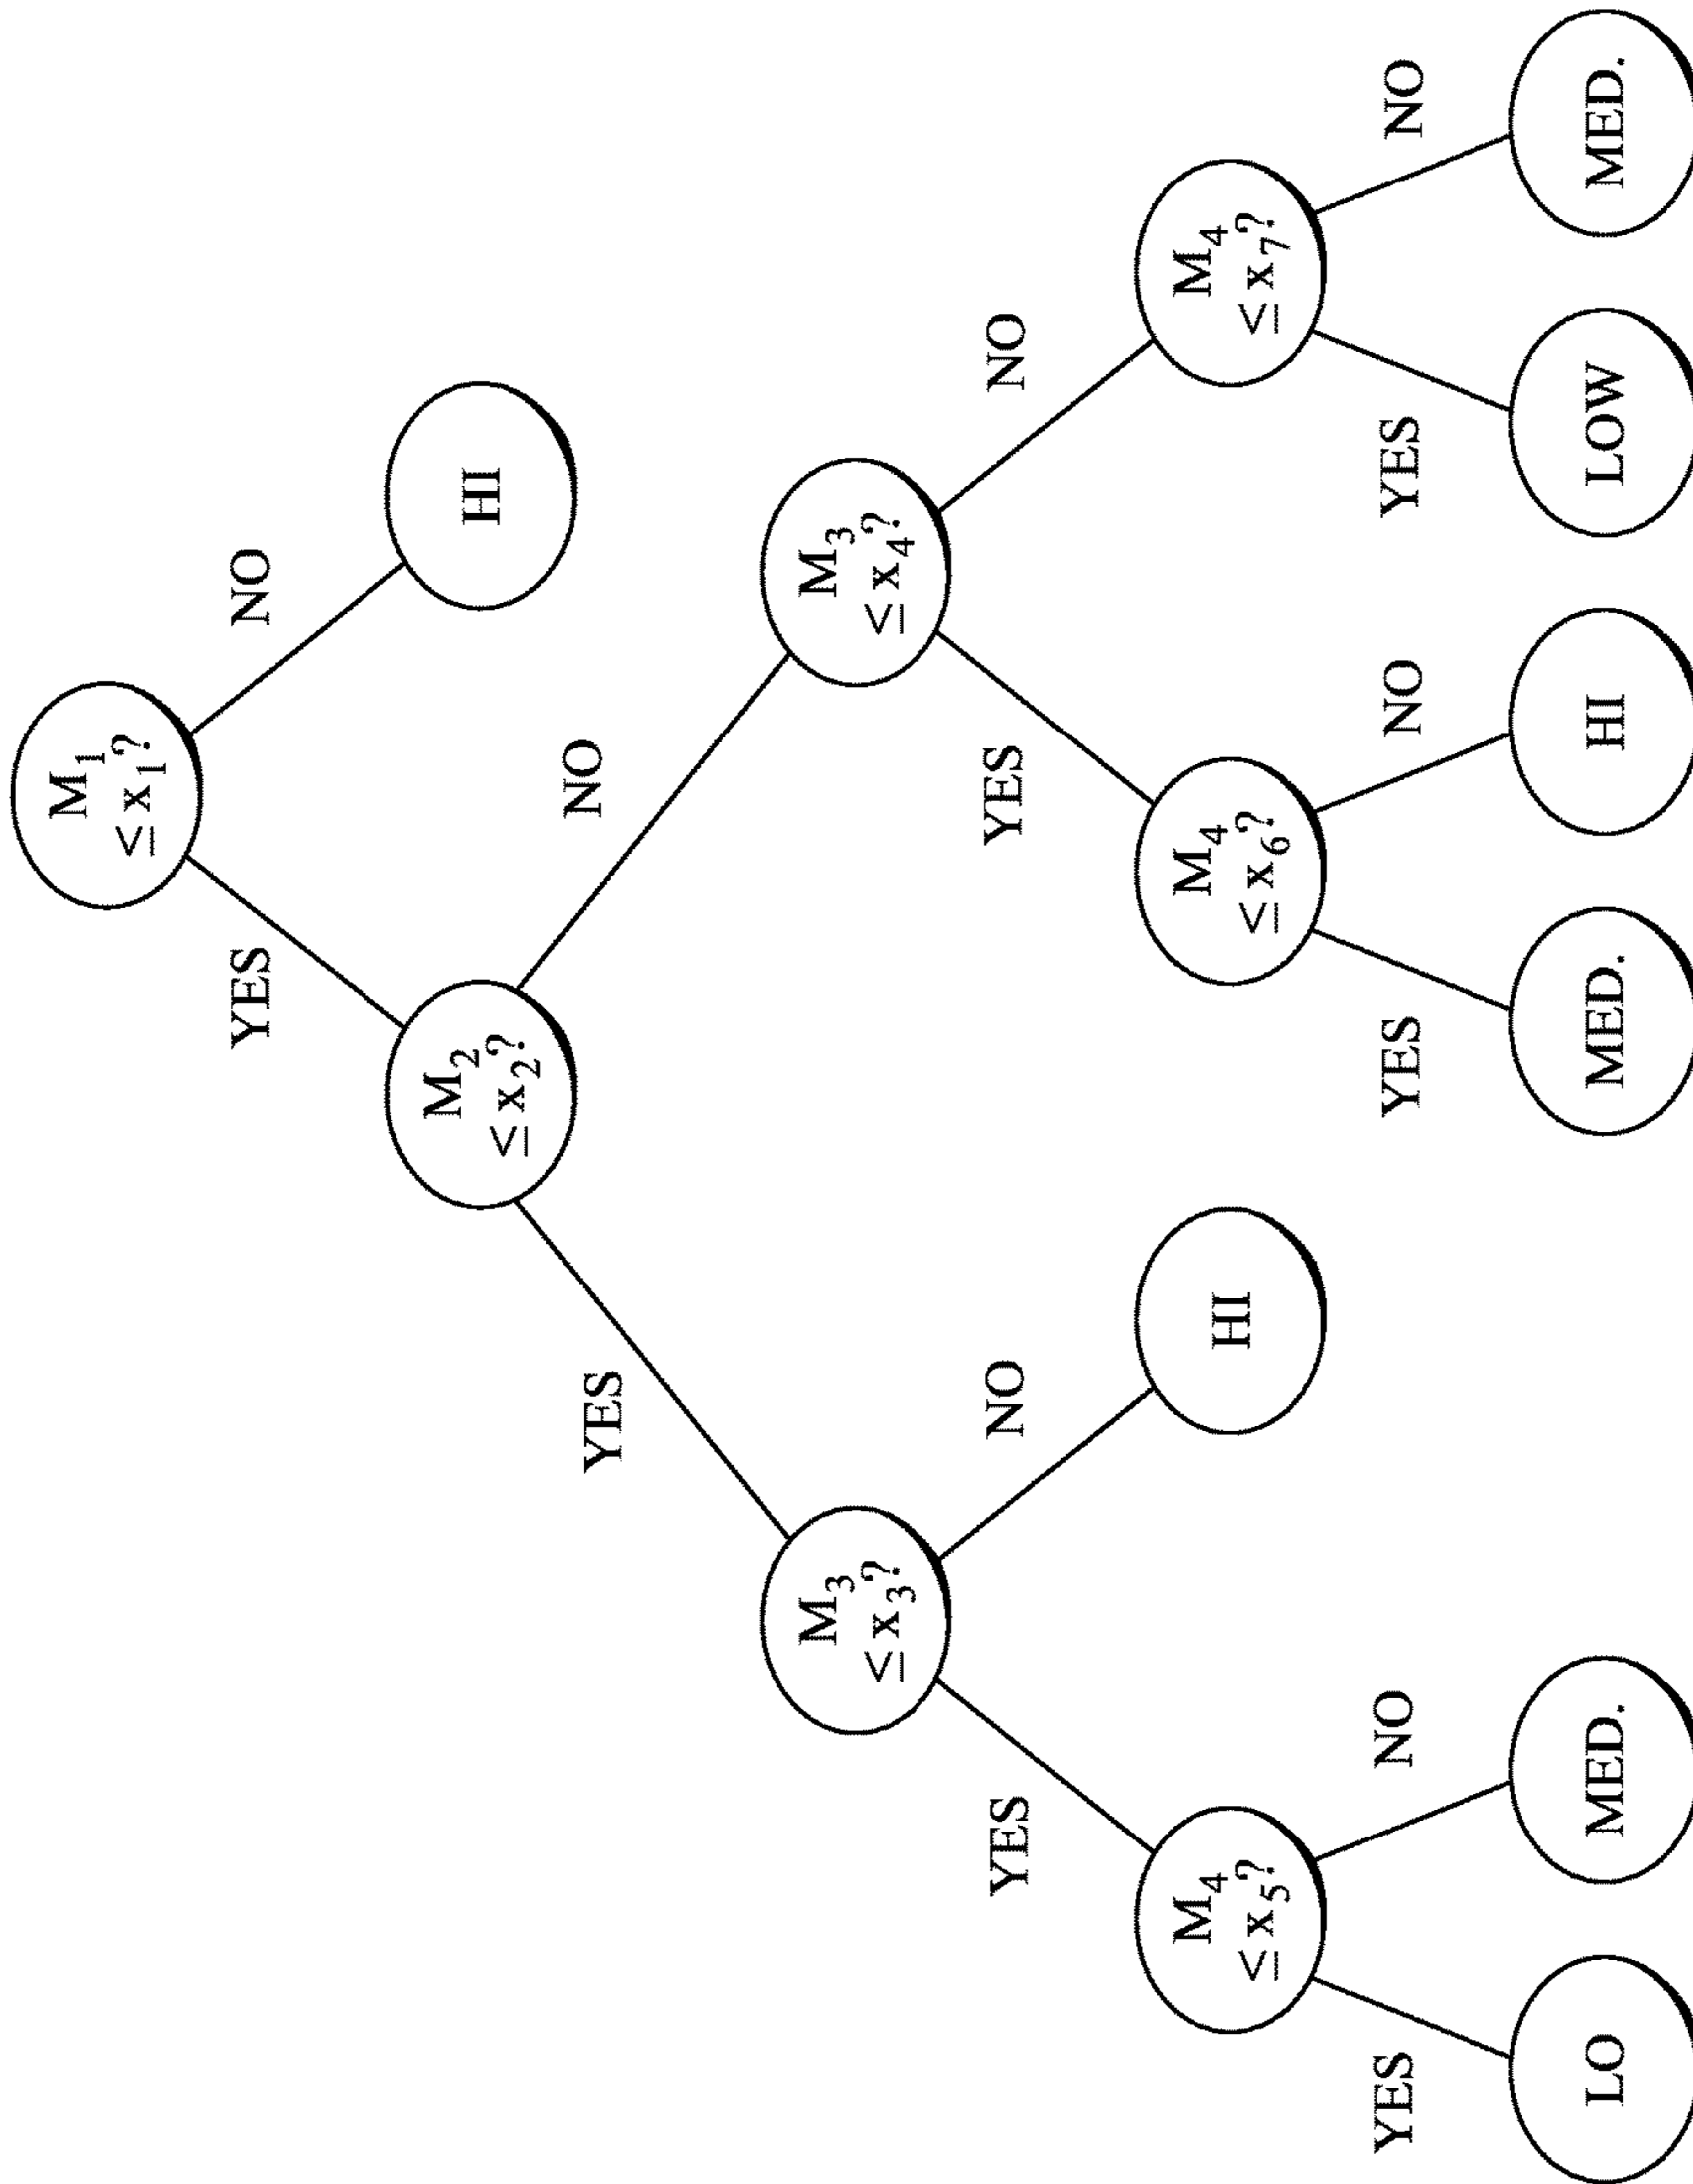 M₁
≤ x₁?
YES
NO
M₂
≤ x₂?
HI
YES
NO
M₃
≤ x₃?
M₃
≤ x₄?
YES
NO
YES
NO
M₄
≤ x₅?
HI
M₄
≤ x₆?
M₄
≤ x₇?
YES
NO
YES
NO
YES
NO
LO
MED.
MED.
HI
LOW
MED.